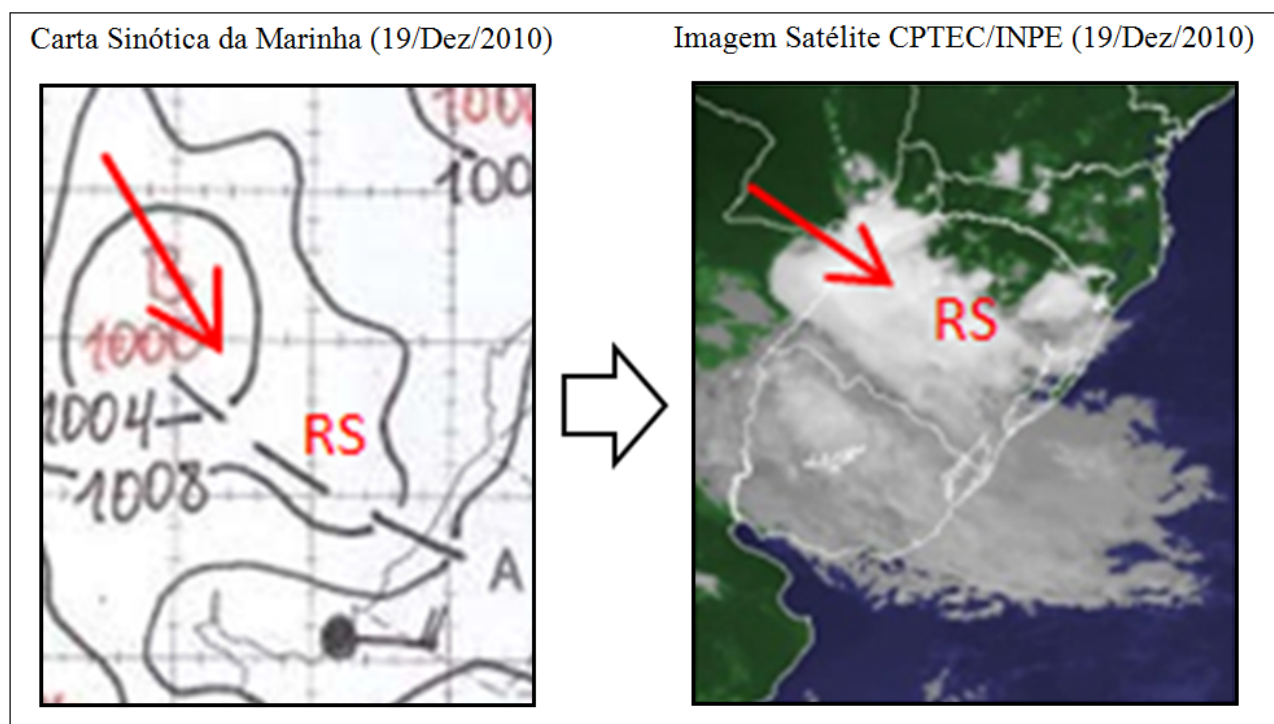 Carta Sinótica da Marinha (19/Dez/2010)
Imagem Satélite CPTEC/INPE (19/Dez/2010)
100
100
B
1000
1004
RS
1008
A
RS